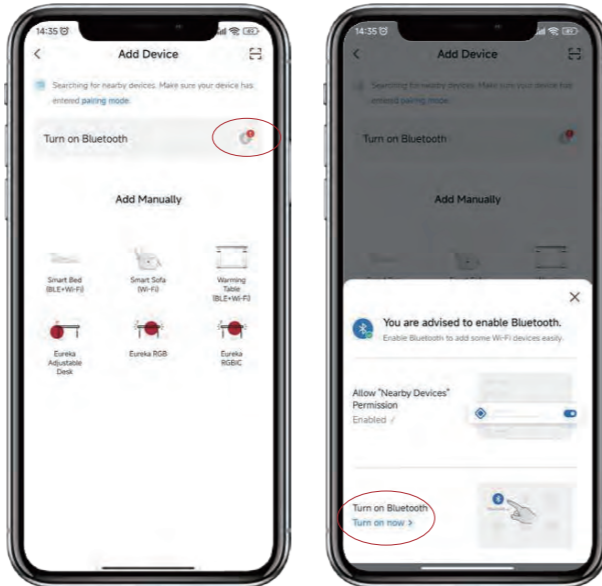 14:35
Add Device
Searching for nearby devices. Make sure your device has
entered pairing mode.
Turn on Bluetooth
Add Manually
Smart Bed
(BLE+Wi-Fi)
Smart Sofa
(Wi-Fi)
Warming
Table
(BLE+Wi-Fi)
Eureka
Adjustable
Desk
Eureka RGB
Eureka
RGBIC
14:35
Add Device
Searching for nearby devices. Make sure your device has
entered pairing mode.
Turn on Bluetooth
Add Manually
You are advised to enable Bluetooth.
Enable Bluetooth to add some Wi-Fi devices easily.
Allow "Nearby Devices"
Permission
Enabled
Turn on Bluetooth
Turn on now >